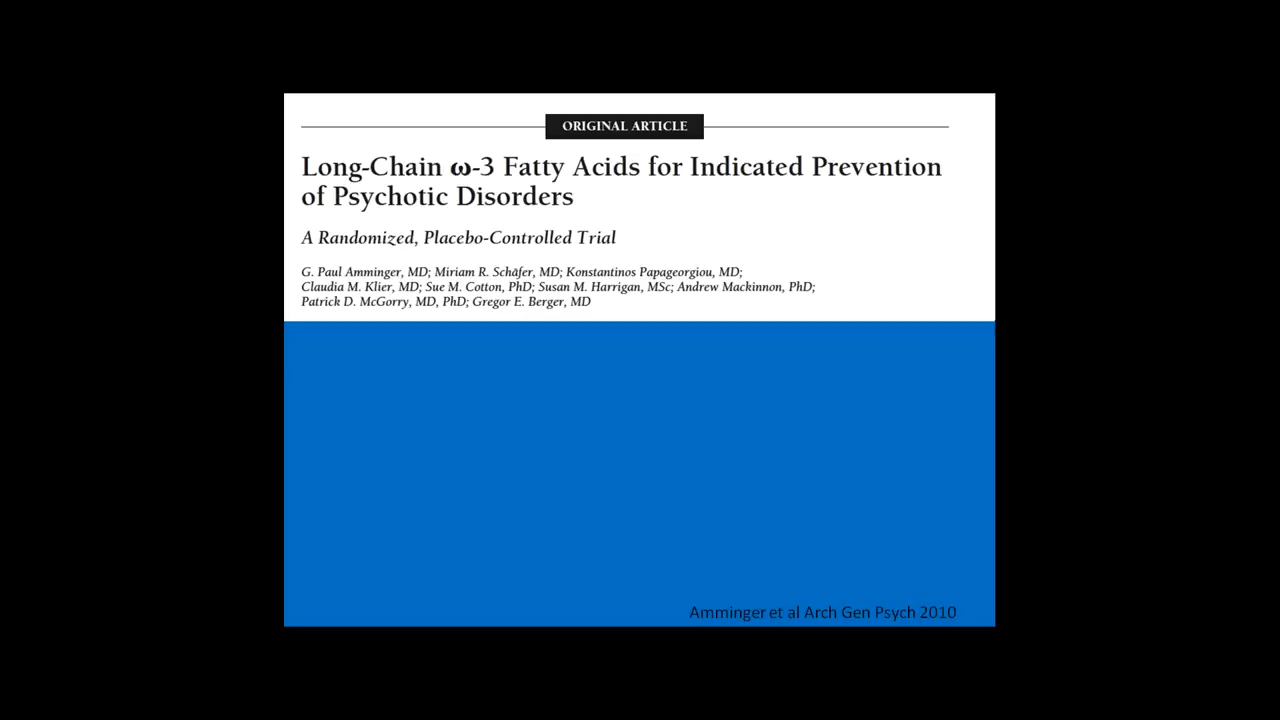 ORIGINAL ARTICLE
Long-Chain ω-3 Fatty Acids for Indicated Prevention
of Psychotic Disorders
A Randomized, Placebo-Controlled Trial
G. Paul Amminger, MD; Miriam R. Schäfer, MD; Konstantinos Papageorgiou, MD;
Claudia M. Klier, MD; Sue M. Cotton, PhD; Susan M. Harrigan, MSc; Andrew Mackinnon, PhD;
Patrick D. McGorry, MD, PhD; Gregor E. Berger, MD
Amminger et al Arch Gen Psych 2010